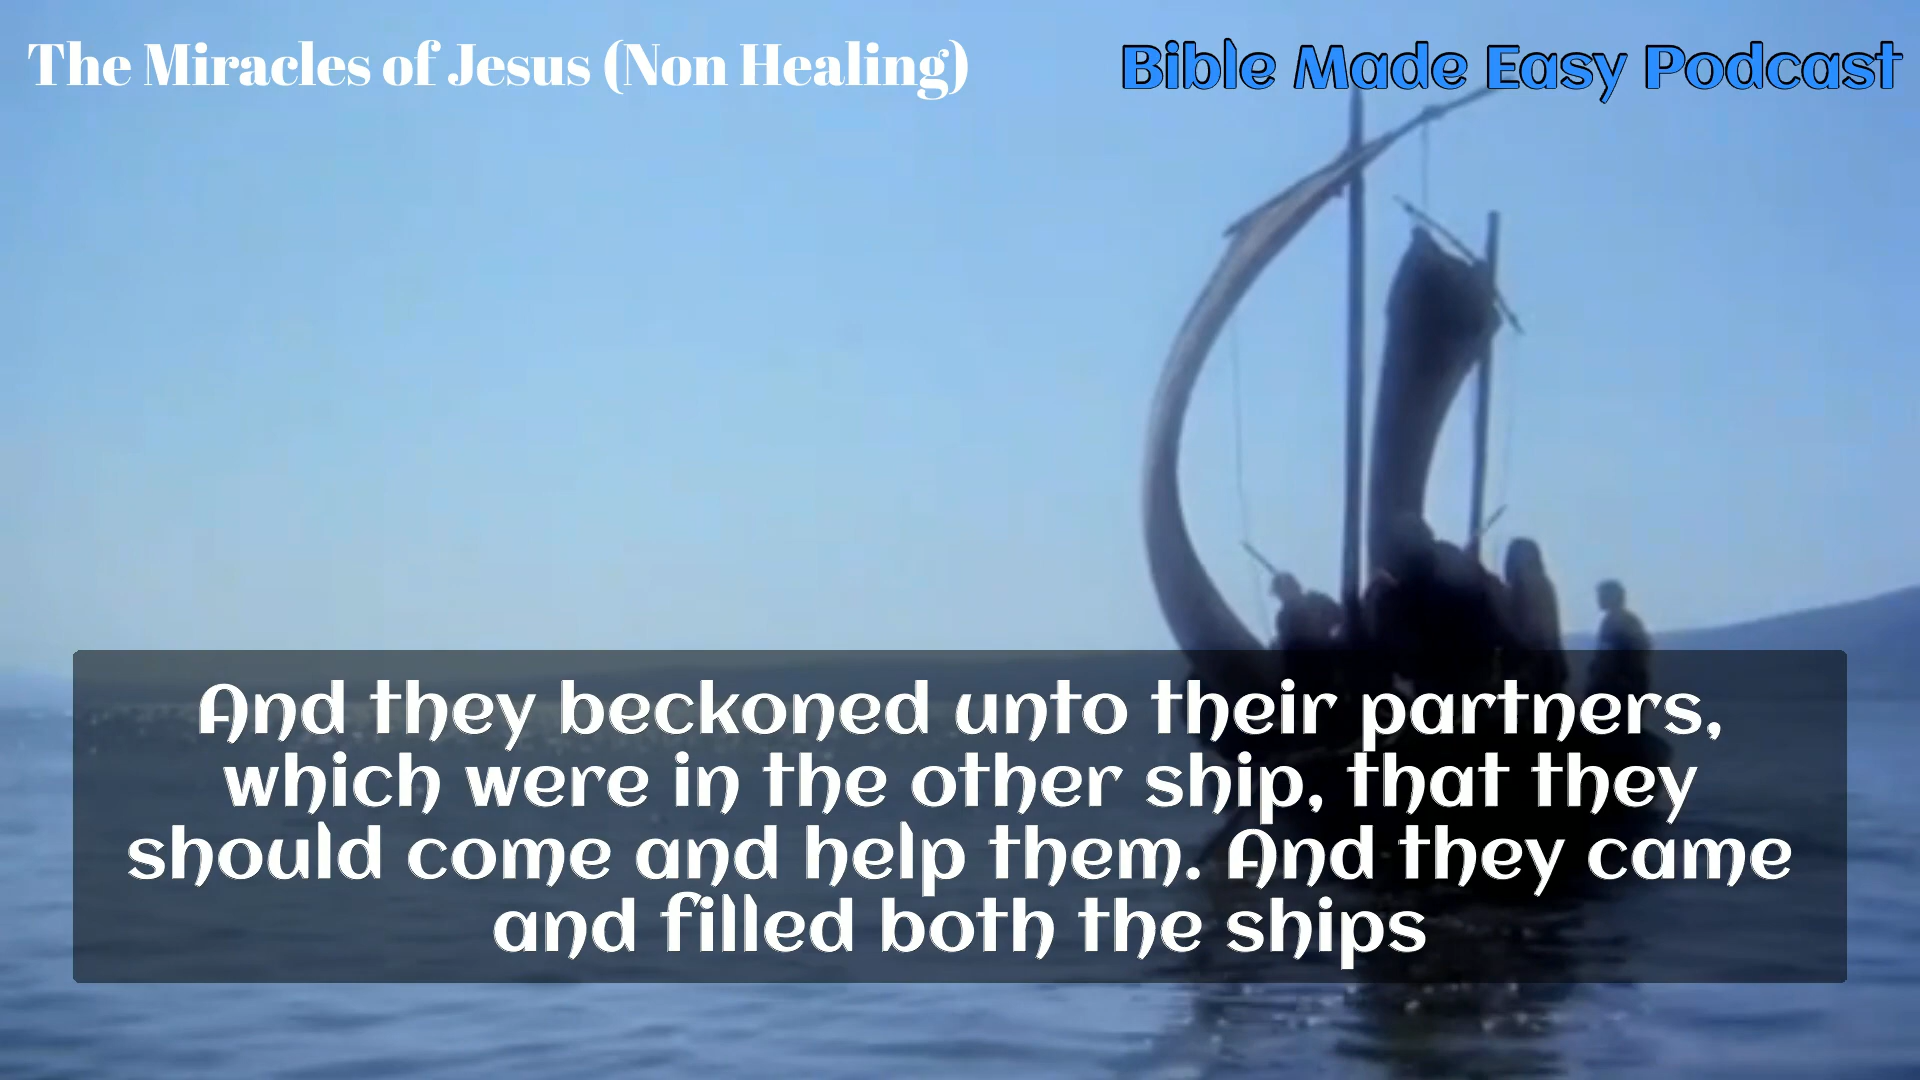 The Miracles of Jesus (Non Healing)
Bible Made Easy Podcast
And they beckoned unto their partners,
which were in the other ship, that they
should come and help them. And they came
and filled both the ships